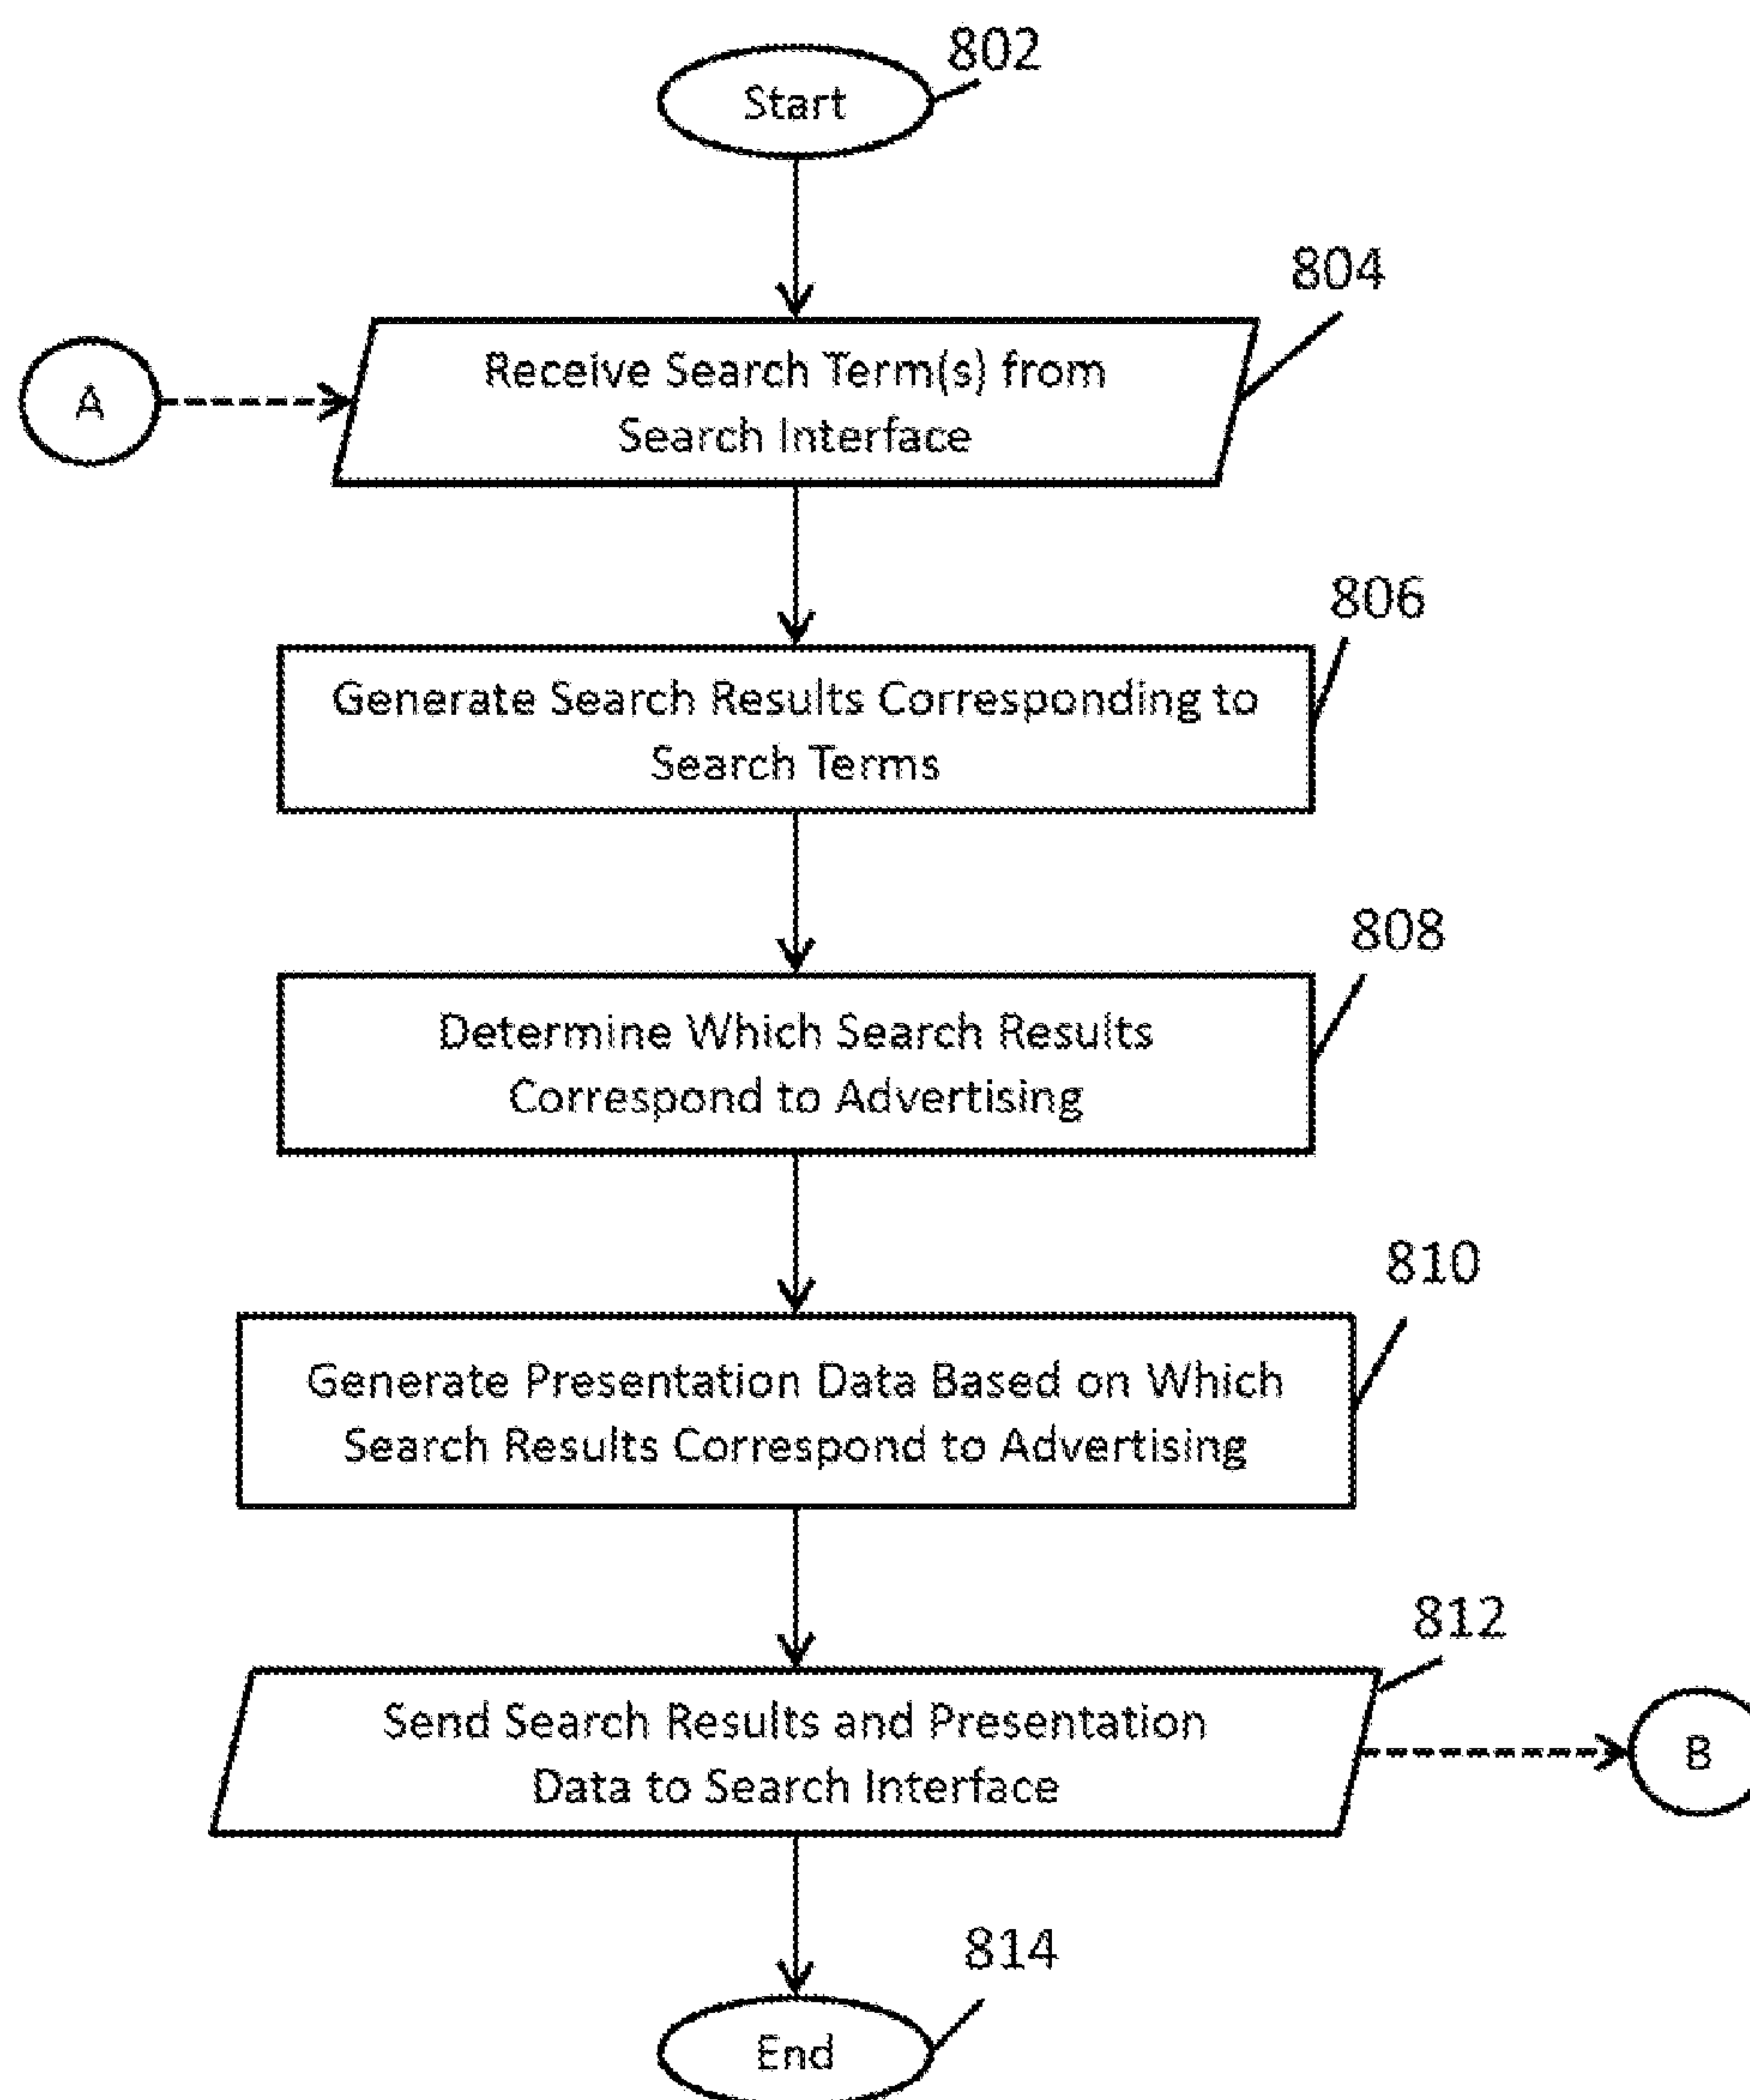 802
Start
804
A
Receive Search Term(s) from
Search Interface
806
Generate Search Results Corresponding to
Search Terms
808
Determine Which Search Results
Correspond to Advertising
810
Generate Presentation Data Based on Which
Search Results Correspond to Advertising
812
Send Search Results and Presentation
Data to Search Interface
B
814
End